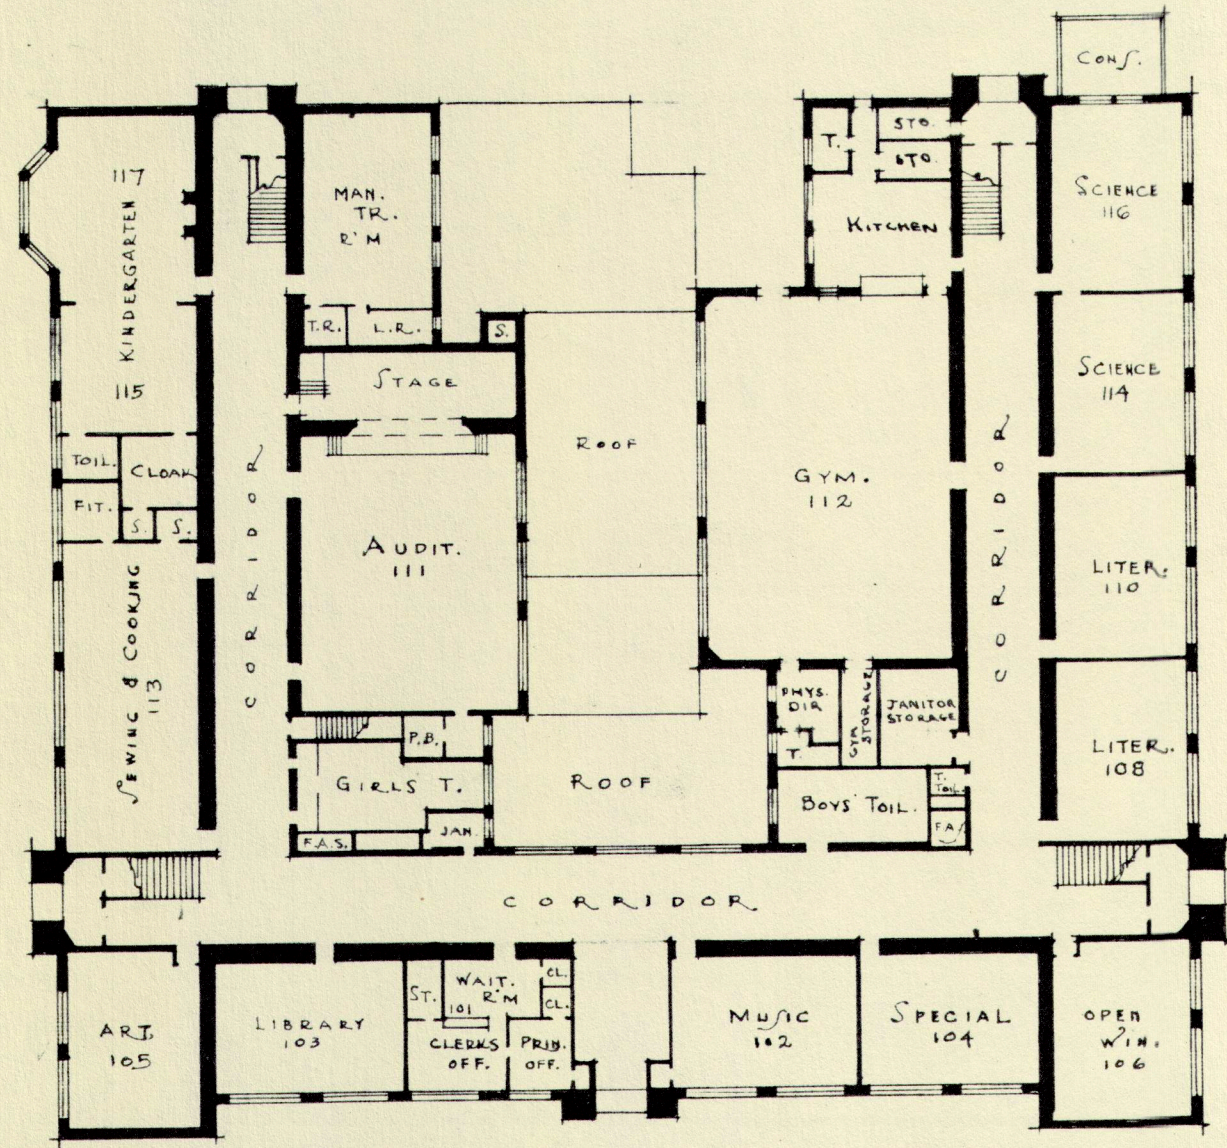 CONS.
117
KINDERGARTEN
115
MAN.
TR.
R'M
T.R.
L.R.
S.
STAGE
T.
STO.
STO.
KITCHEN
SCIENCE
116
SCIENCE
114
TOIL.
CLOAK
FIT.
S.
S.
CORRIDOR
AUDIT.
111
ROOF
GYM.
112
CORRIDOR
LITER.
110
LITER.
108
SEWING & COOKING
113
P.B.
GIRLS T.
F.A.S.
JAN.
ROOF
PHYS.
DIR
T.
GYM
STORAGE
JANITOR
STORAGE
BOYS' TOIL.
T.
TOIL.
F.A.
CORRIDOR
ART.
105
LIBRARY
103
ST.
WAIT.
R'M
101
CL.
CL.
CLERKS
OFF.
PRIN.
OFF.
MUSIC
102
SPECIAL
104
OPEN
WIN.
106